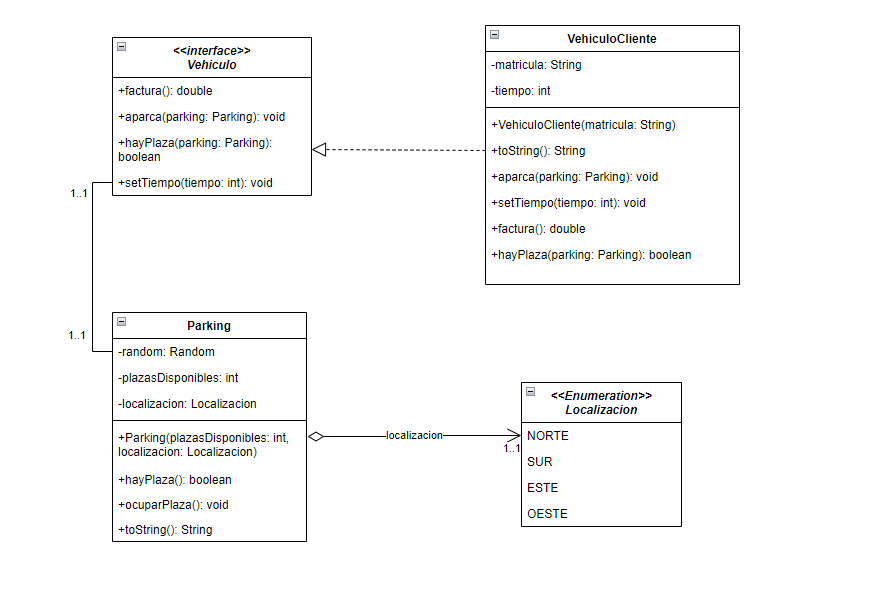 <<interface>>
Vehiculo
+factura(): double
+aparca(parking: Parking): void
+hayPlaza(parking: Parking):
boolean
+setTiempo(tiempo: int): void
VehiculoCliente
-matricula: String
-tiempo: int
+VehiculoCliente(matricula: String)
+toString(): String
+aparca(parking: Parking): void
+setTiempo(tiempo: int): void
+factura(): double
+hayPlaza(parking: Parking): boolean
1..1
1..1
Parking
-random: Random
-plazasDisponibles: int
-localizacion: Localizacion
+Parking(plazasDisponibles: int,
localizacion: Localizacion)
+hayPlaza(): boolean
+ocuparPlaza(): void
+toString(): String
localizacion
1..1
<<Enumeration>>
Localizacion
NORTE
SUR
ESTE
OESTE